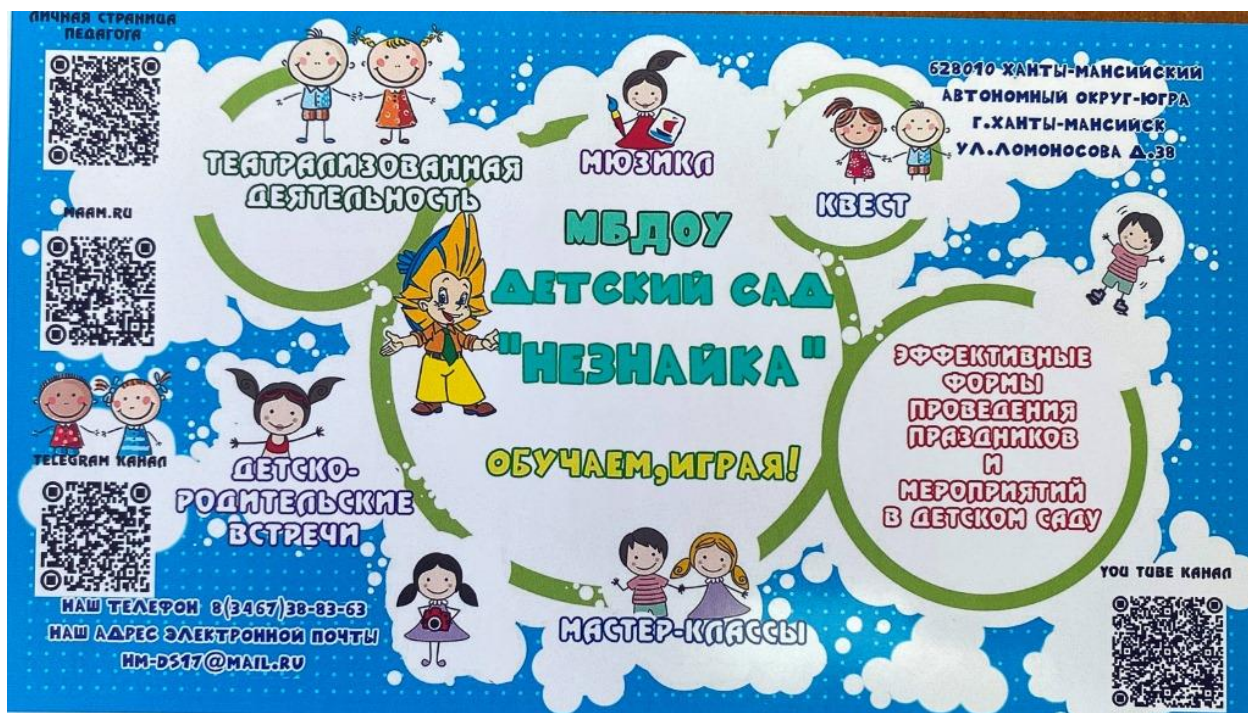 ЛИЧНАЯ СТРАНИЦА
ПЕДАГОГА
ТЕАТРАЛИЗОВАННАЯ
ДЕЯТЕЛЬНОСТЬ
МЮЗИКЛ
КВЕСТ
628010 ХАНТЫ-МАНСИЙСКИЙ
АВТОНОМНЫЙ ОКРУГ-ЮГРА
Г.ХАНТЫ-МАНСИЙСК
УЛ.ЛОМОНОСОВА Д.38
MAAM.RU
МБДОУ
ДЕТСКИЙ САД
"НЕЗНАЙКА"
ОБУЧАЕМ,ИГРАЯ!
ЭФФЕКТИВНЫЕ
ФОРМЫ
ПРОВЕДЕНИЯ
ПРАЗДНИКОВ
И
МЕРОПРИЯТИЙ
В ДЕТСКОМ САДУ
TELEGRAM КАНАЛ
ДЕТСКО-
РОДИТЕЛЬСКИЕ
ВСТРЕЧИ
МАСТЕР-КЛАССЫ
YOU TUBE КАНАЛ
НАШ ТЕЛЕФОН 8(3467)38-83-63
НАШ АДРЕС ЭЛЕКТРОННОЙ ПОЧТЫ
HM-DS17@MAIL.RU